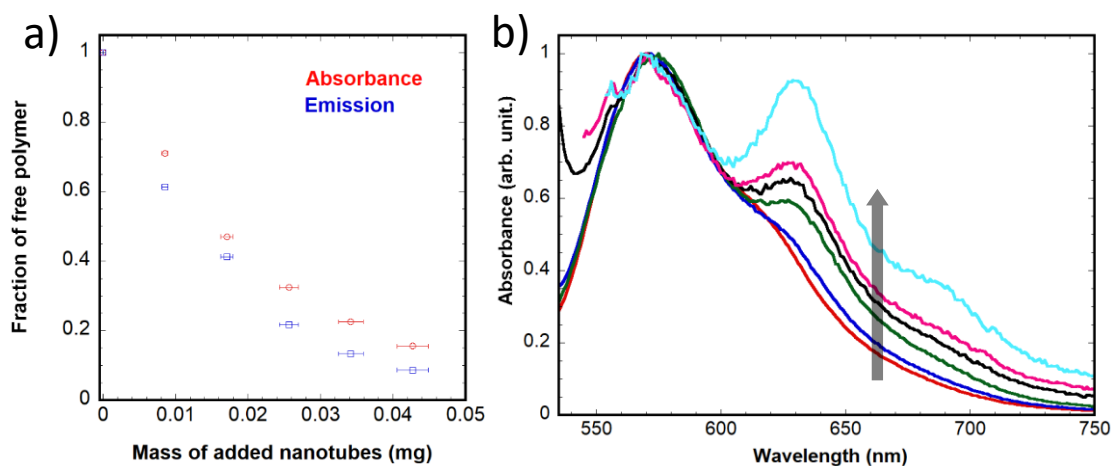 a)
Fraction of free polymer
1
0.8
0.6
0.4
0.2
0
Absorbance
Emission
0 0.01 0.02 0.03 0.04 0.05
Mass of added nanotubes (mg)
b)
Absorbance (arb. unit.)
1
0.8
0.6
0.4
0.2
0
550 600 650 700 750
Wavelength (nm)